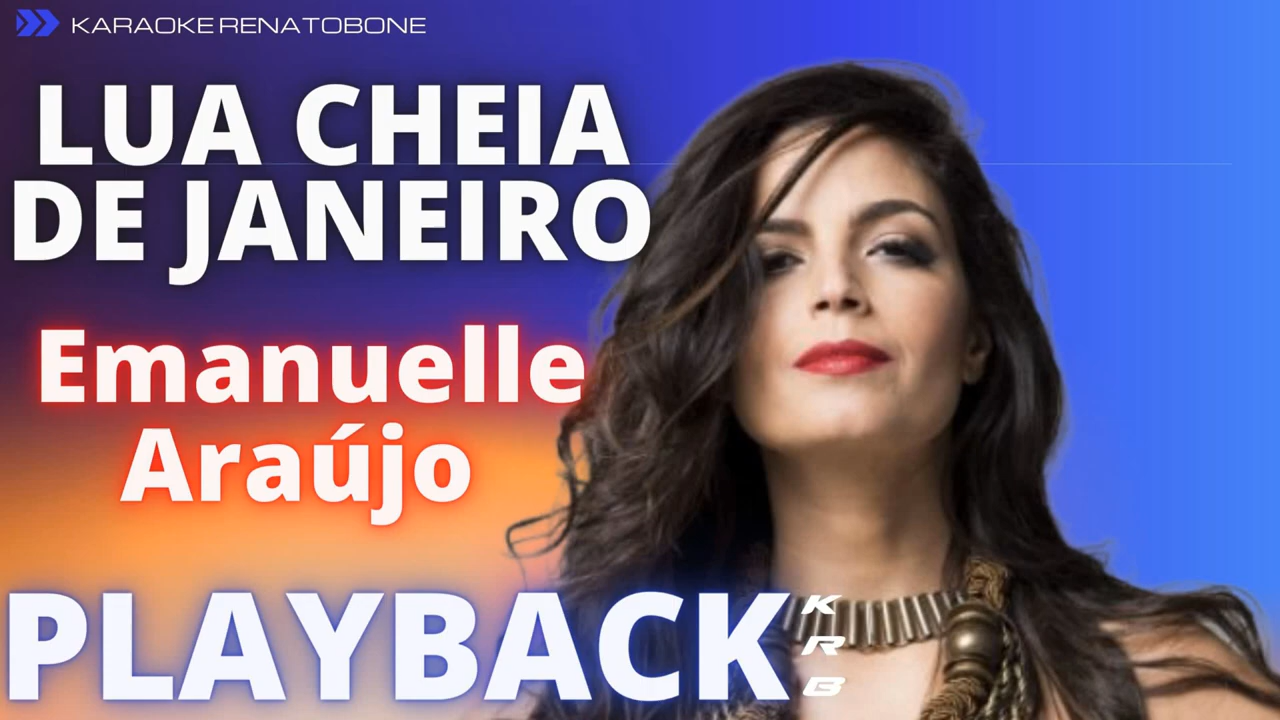 KARAOKE RENATOBONE
LUA CHEIA
DE JANEIRO
Emanuelle
Araújo
PLAYBACK
K
R
B